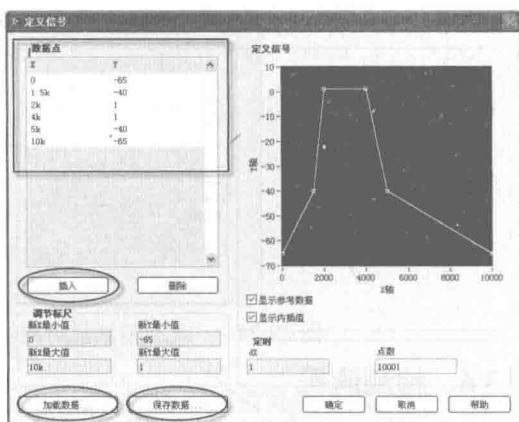 定义信号
数据点
X Y
0 -65
1.5k -40
2k 1
4k 1
5k -40
10k -65
插入
删除
调节标尺
新X最小值
新Y最小值
0
-65
新X最大值
新Y最大值
10k
1
加载数据...
保存数据...
定义信号
Y轴
10
0
-10
-20
-30
-40
-50
-60
-70
0 2000 4000 6000 8000 10000
X轴
显示参考数据
显示内插值
定时
点数
1
10001
确定
取消
帮助